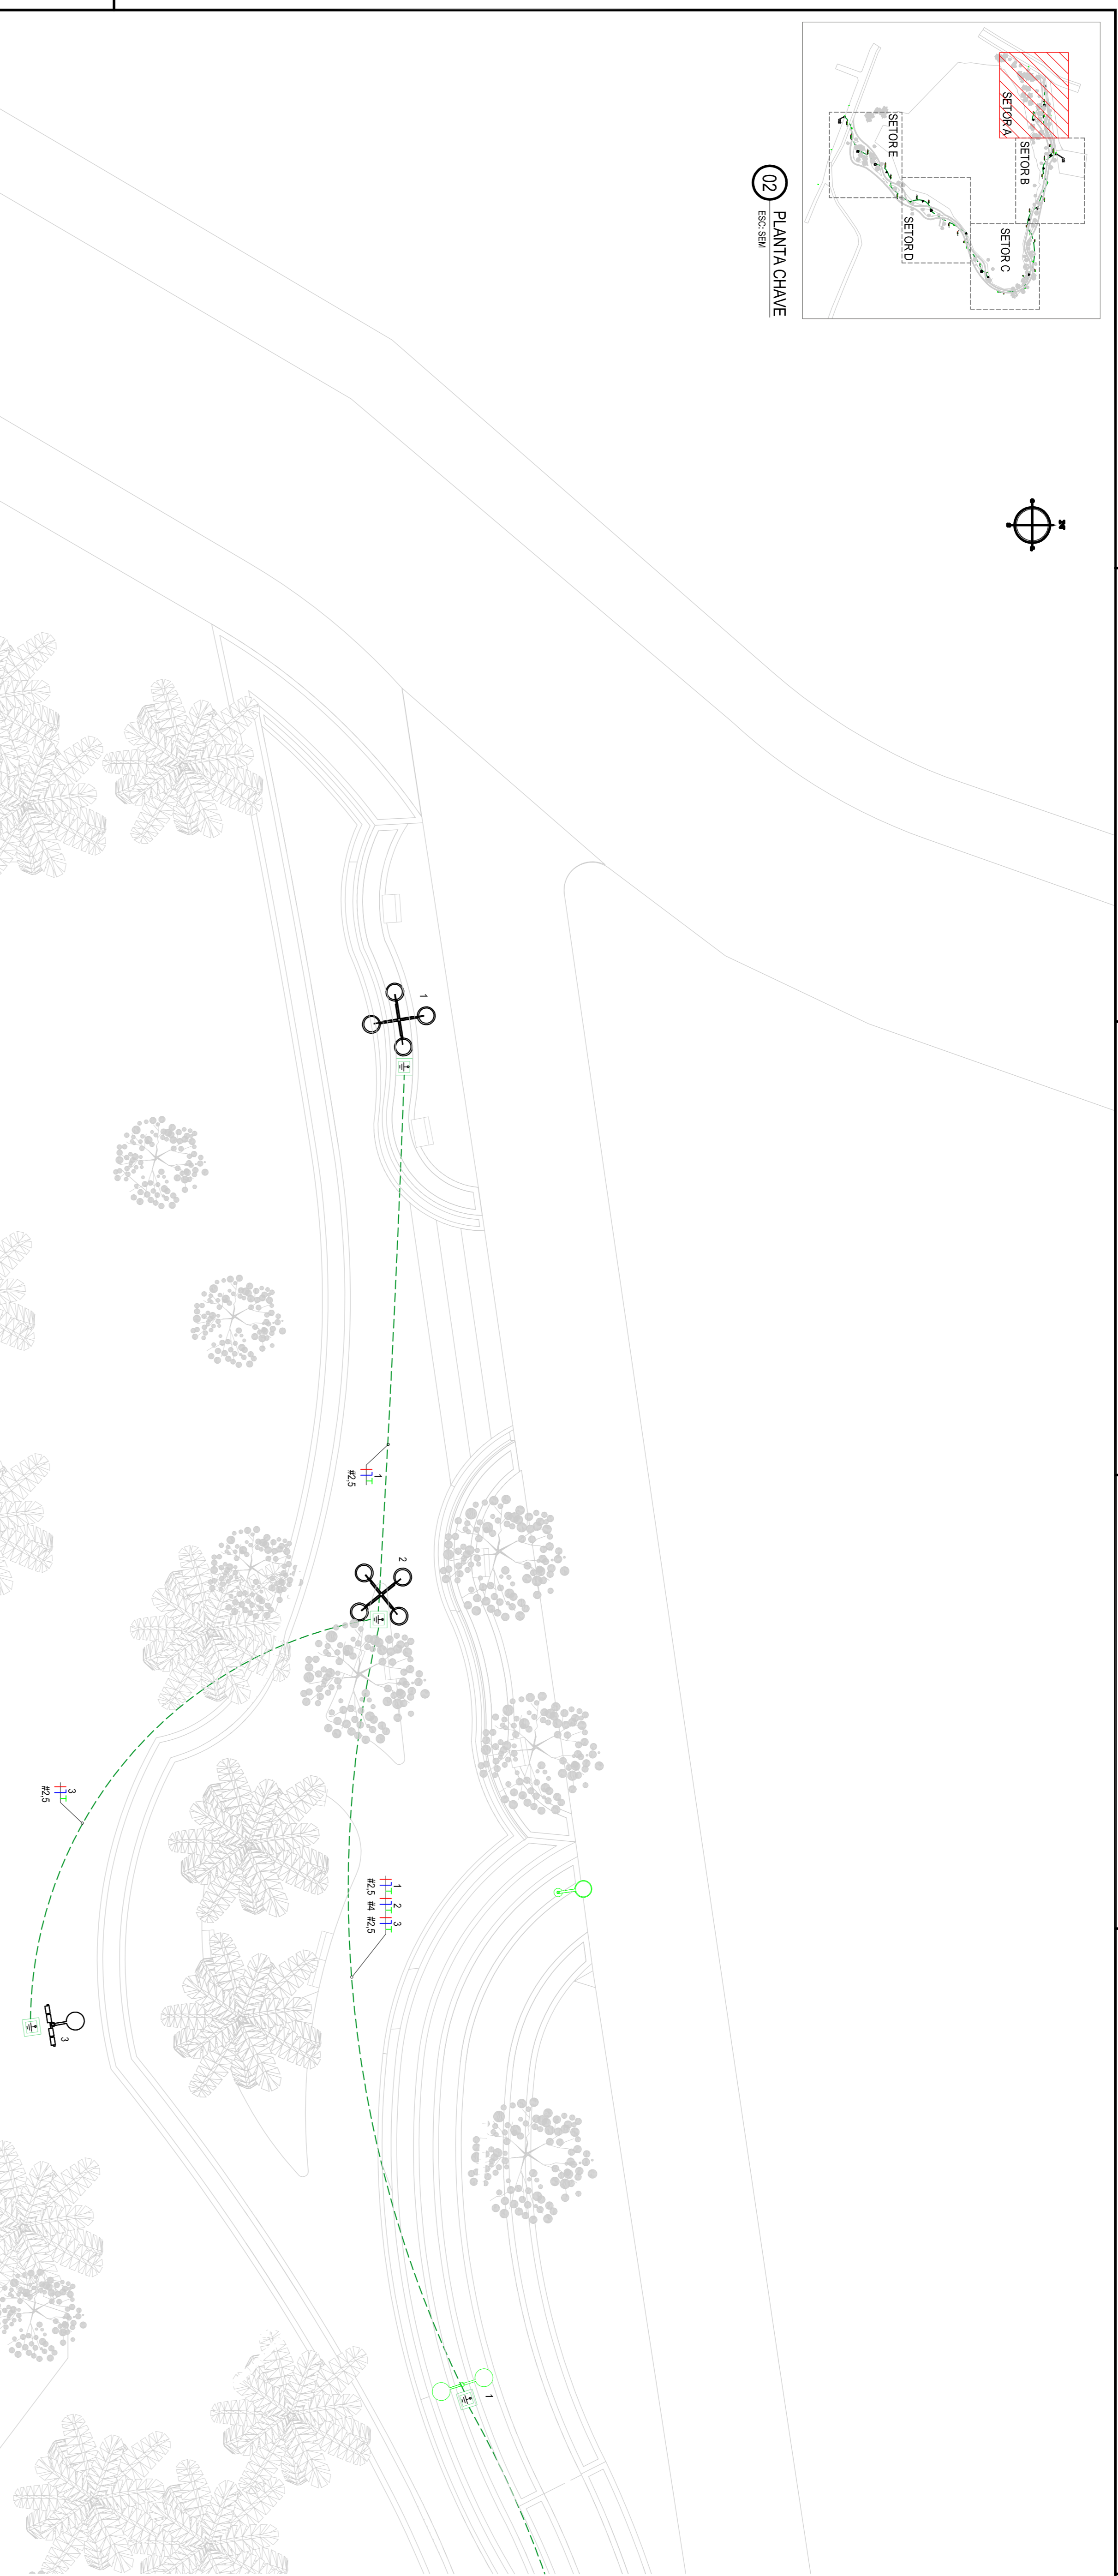 SETOR A
SETOR B
SETOR C
SETOR D
SETOR E
02
PLANTA CHAVE
ESC: SEM
1
1
#2,5
2
3
#2,5
1 2 3
#2,5 #4 #2,5
3
1